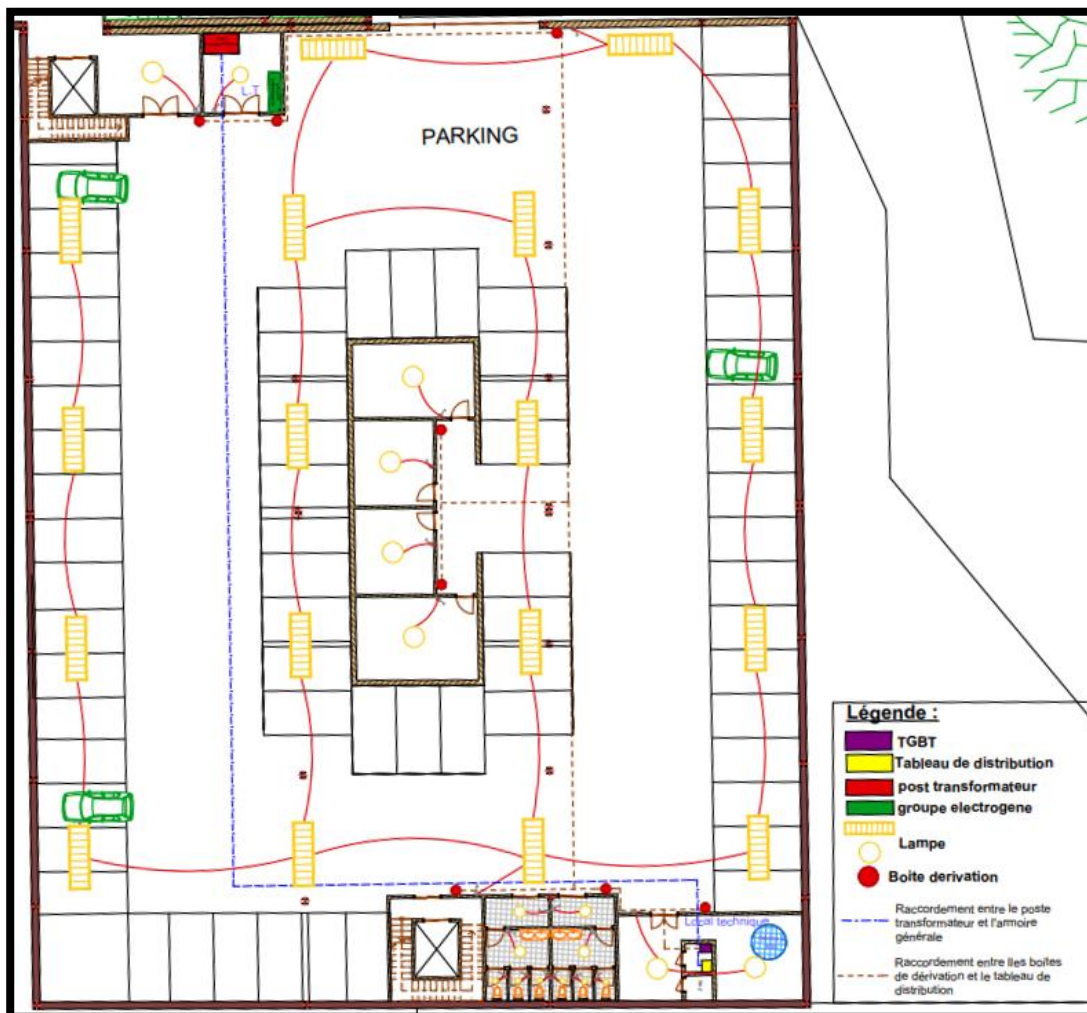 L.T
PARKING
Local technique
Légende :
TGBT
Tableau de distribution
post transformateur
groupe electrogene
Lampe
Boite derivation
Raccordement entre le poste
transformateur et l'armoire
générale
Raccordement entre lles boites
de dérivation et le tableau de
distribution